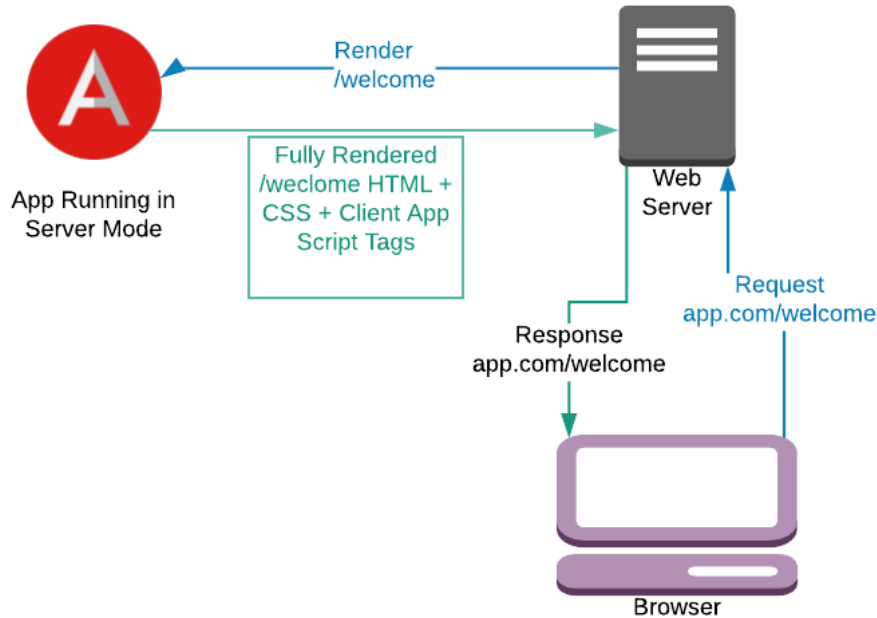 Render
/welcome
Fully Rendered
/weclome HTML +
CSS + Client App
Script Tags
App Running in
Server Mode
Web
Server
Request
app.com/welcome
Response
app.com/welcome
Browser